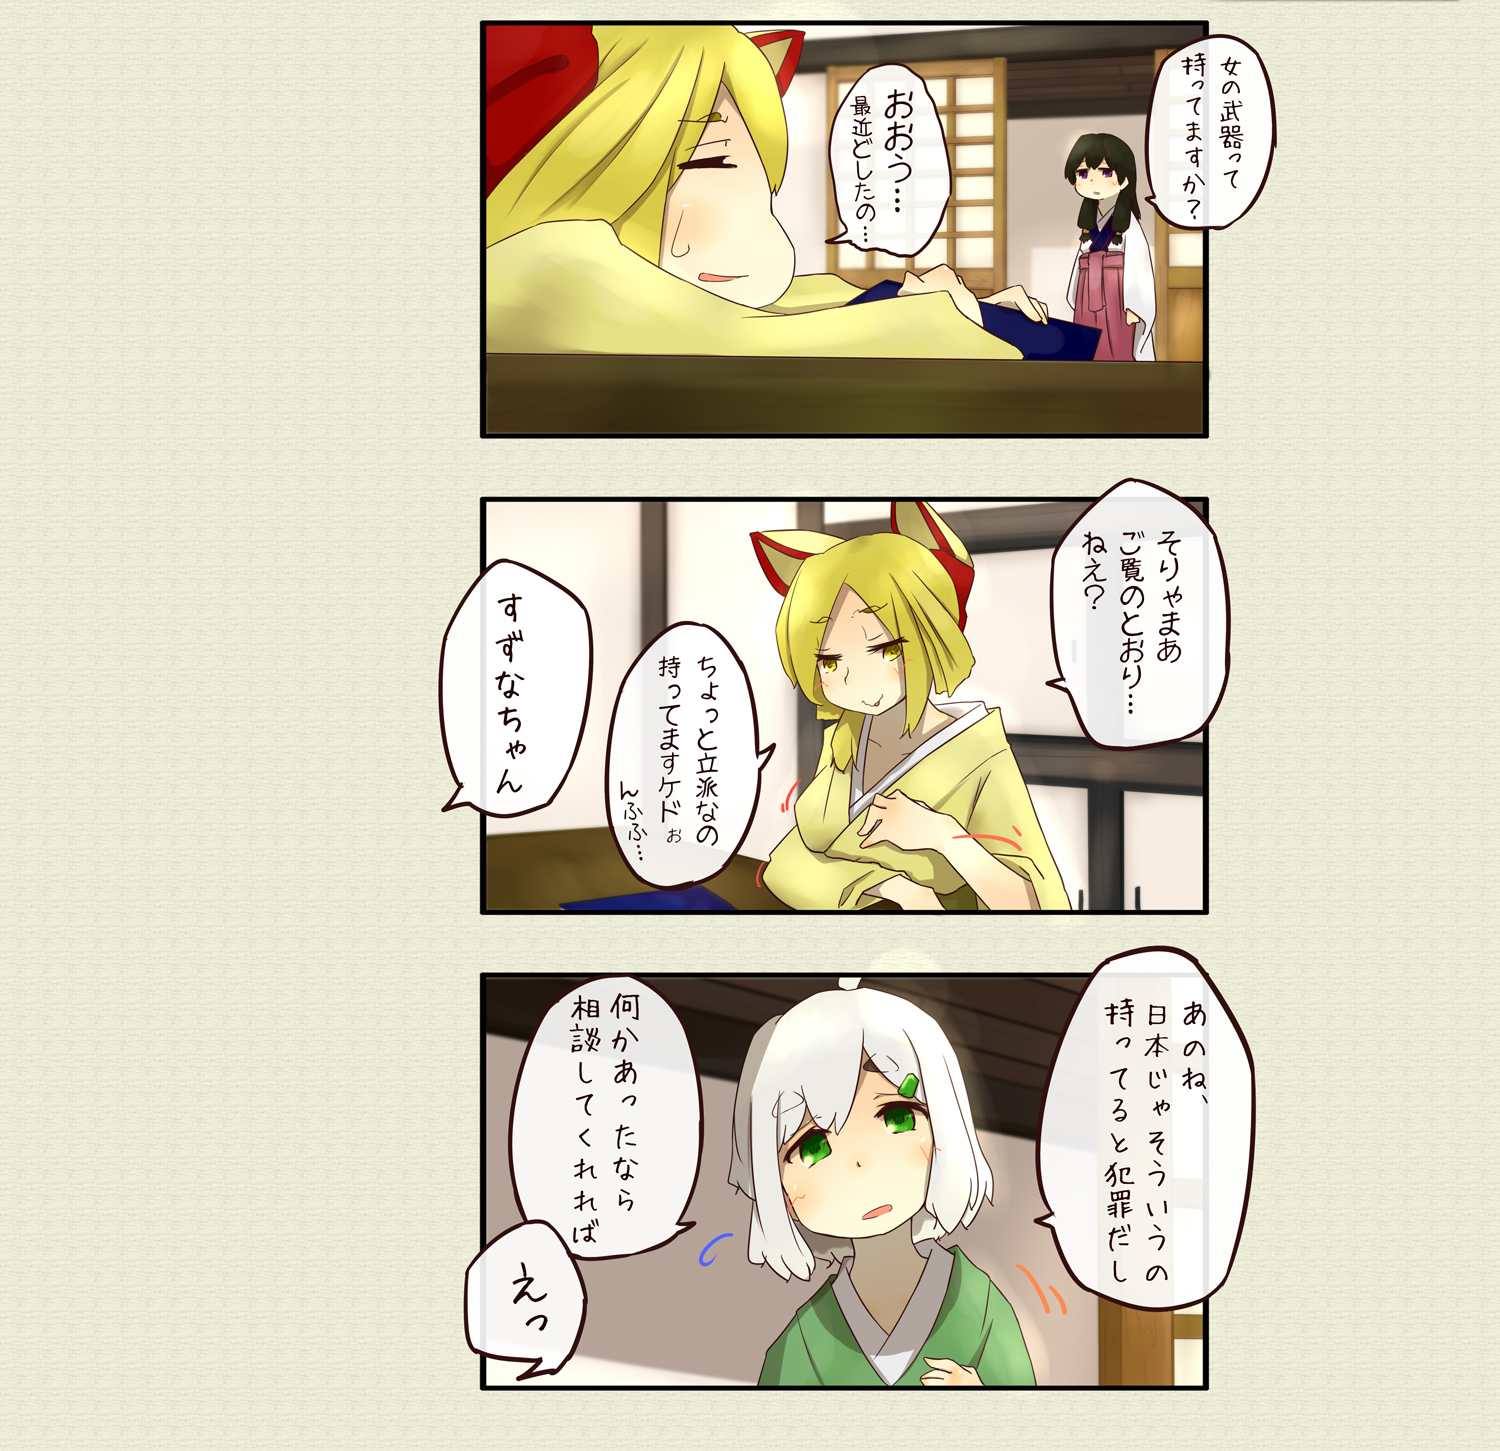 女の武器って
持ってますか？
おおう…
最近どしたの…
そりゃまあ
ご覧のとおり…
ねえ？
ちょっと立派なの
持ってますケドぉ
んふふ…
すずなちゃん
あのね、
日本じゃそういうの
持ってると犯罪だし
何かあったなら
相談してくれれば
えっ